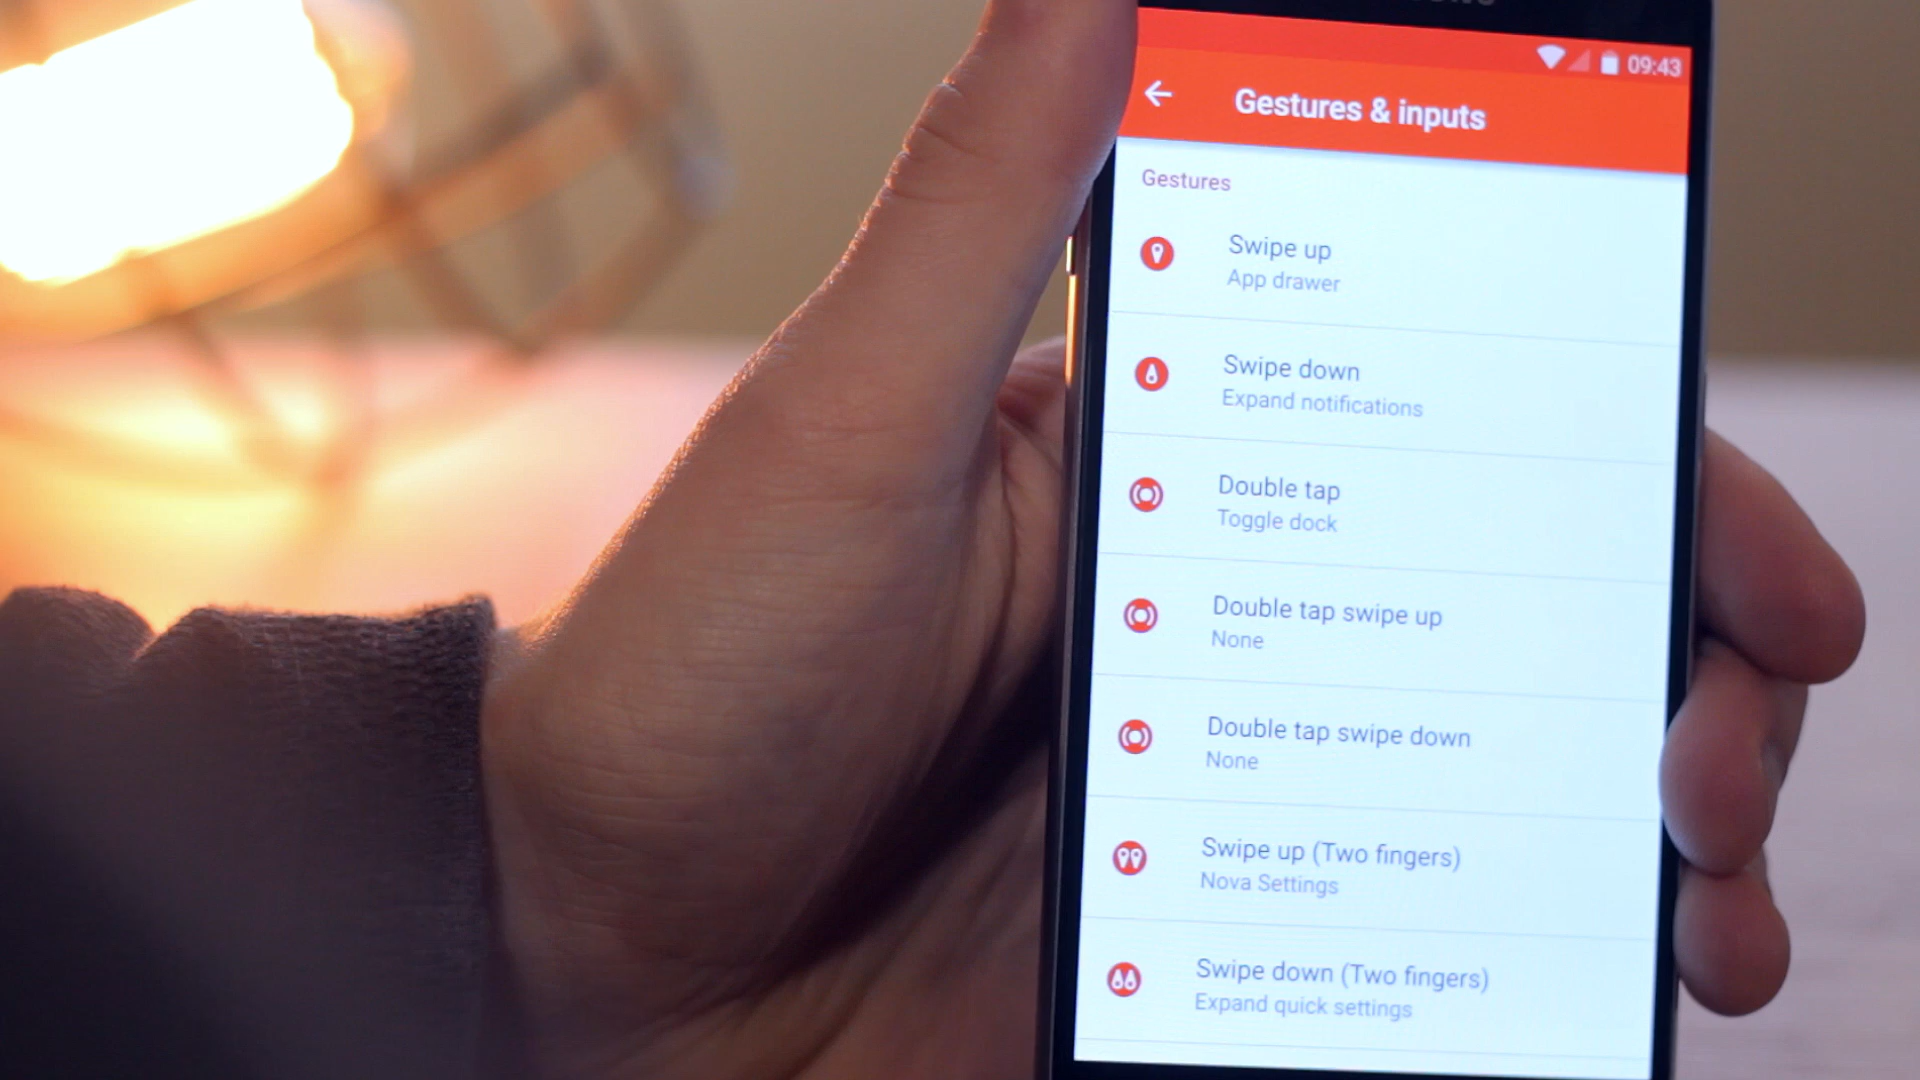 09:43
Gestures & inputs
Gestures
Swipe up
App drawer
Swipe down
Expand notifications
Double tap
Toggle dock
Double tap swipe up
None
Double tap swipe down
None
Swipe up (Two fingers)
Nova Settings
Swipe down (Two fingers)
Expand quick settings